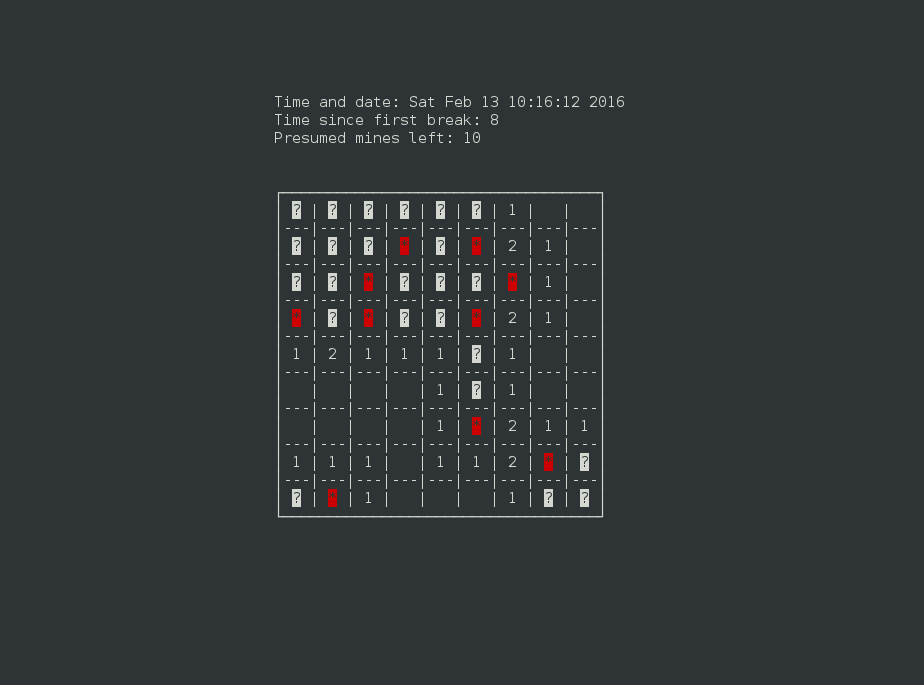 Time and date: Sat Feb 13 10:16:12 2016
Time since first break: 8
Presumed mines left: 10
? | ? | ? | ? | ? | ? | 1 |   |
---|---|---|---|---|---|---|---|---
? | ? | ? | * | ? | * | 2 | 1 |
---|---|---|---|---|---|---|---|---
? | ? | * | ? | ? | ? | * | 1 |
---|---|---|---|---|---|---|---|---
* | ? | * | ? | ? | * | 2 | 1 |
---|---|---|---|---|---|---|---|---
1 | 2 | 1 | 1 | 1 | ? | 1 |   |
---|---|---|---|---|---|---|---|---
  |   |   |   | 1 | ? | 1 |   |
---|---|---|---|---|---|---|---|---
  |   |   |   | 1 | * | 2 | 1 | 1
---|---|---|---|---|---|---|---|---
1 | 1 | 1 |   | 1 | 1 | 2 | * | ?
---|---|---|---|---|---|---|---|---
? | * | 1 |   |   |   | 1 | ? | ?